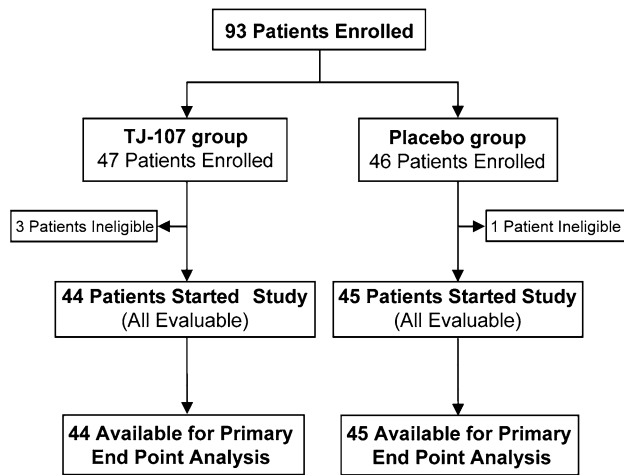 93 Patients Enrolled
TJ-107 group
47 Patients Enrolled
Placebo group
46 Patients Enrolled
3 Patients Ineligible
1 Patient Ineligible
44 Patients Started Study
(All Evaluable)
45 Patients Started Study
(All Evaluable)
44 Available for Primary
End Point Analysis
45 Available for Primary
End Point Analysis